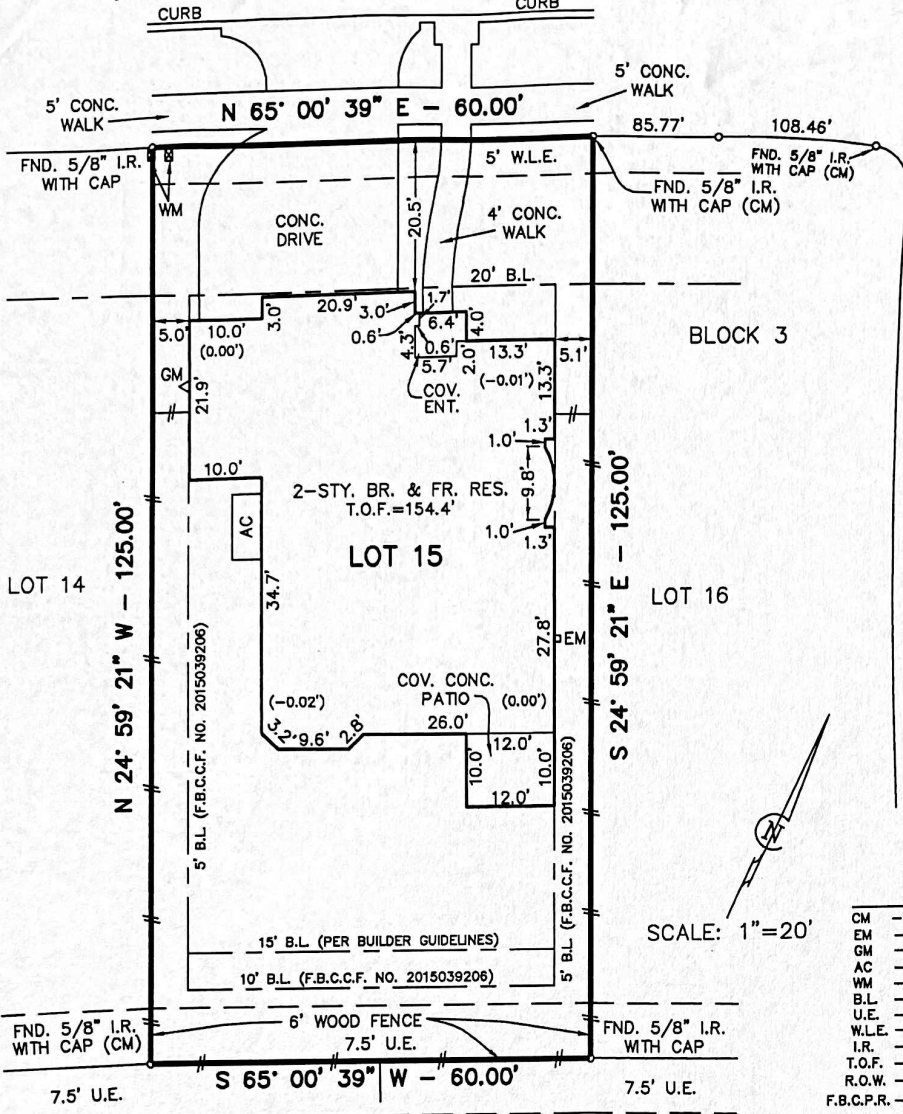 CURB
CURB
5' CONC.
WALK
5' CONC.
WALK
N 65° 00' 39" E - 60.00'
85.77'
108.46'
FND. 5/8" I.R.
WITH CAP
5' W.L.E.
FND. 5/8" I.R.
WITH CAP (CM)
FND. 5/8" I.R.
WITH CAP (CM)
WM
CONC.
DRIVE
20.5'
4' CONC.
WALK
20' B.L.
5.0'
10.0'
(0.00')
3.0'
20.9'
3.0'
1.7'
0.6'
6.4'
4.0'
4.3'
0.6'
5.7'
2.0'
13.3'
(-0.01')
5.1'
BLOCK 3
GM
21.9'
COV.
ENT.
13.3'
1.3'
1.0'
10.0'
9.8'
2-STY. BR. & FR. RES.
T.O.F.=154.4'
1.0'
1.3'
AC
LOT 15
LOT 14
N 24° 59' 21" W - 125.00'
34.7'
S 24° 59' 21" E - 125.00'
LOT 16
27.8'
EM
5' B.L. (F.B.C.C.F. NO. 2015039206)
COV. CONC.
PATIO
(0.00')
(-0.02')
3.2'
9.6'
2.8'
26.0'
12.0'
10.0'
10.0'
12.0'
5' B.L. (F.B.C.C.F. NO. 2015039206)
N
SCALE: 1"=20'
15' B.L. (PER BUILDER GUIDELINES)
10' B.L. (F.B.C.C.F. NO. 2015039206)
CM -
EM -
GM -
AC -
WM -
B.L. -
U.E. -
W.L.E. -
I.R. -
T.O.F. -
R.O.W. -
F.B.C.P.R. -
FND. 5/8" I.R.
WITH CAP (CM)
6' WOOD FENCE
7.5' U.E.
FND. 5/8" I.R.
WITH CAP
7.5' U.E.
S 65° 00' 39" W - 60.00'
7.5' U.E.